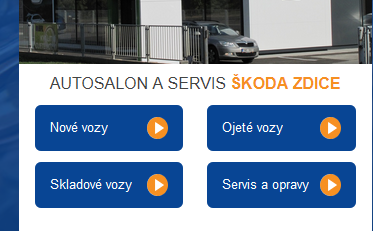 AUTOSALON A SERVIS ŠKODA ZDICE
Nové vozy
Ojeté vozy
Skladové vozy
Servis a opravy